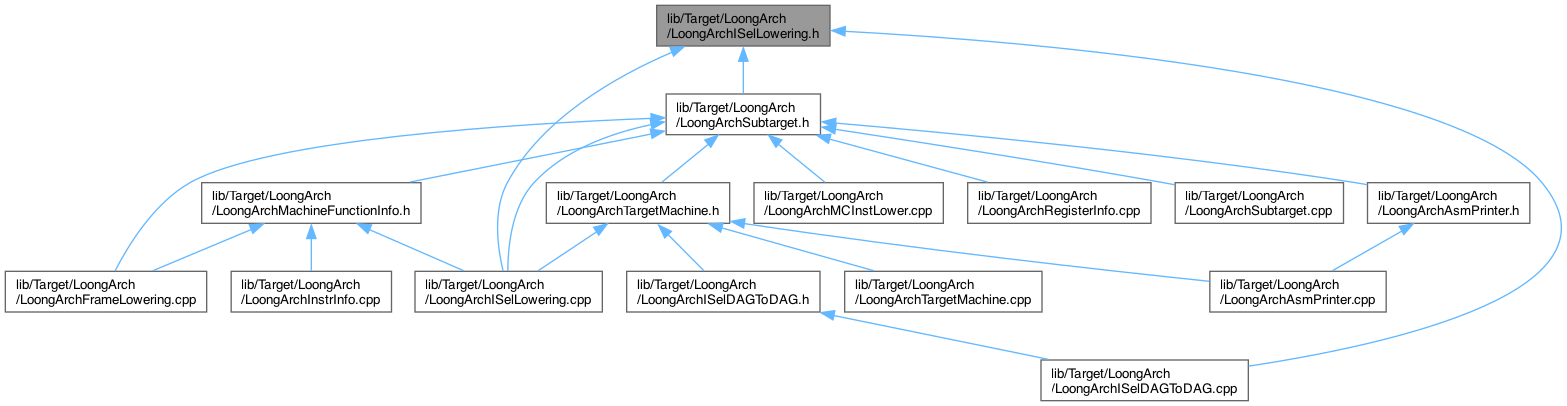 lib/Target/LoongArch
/LoongArchISelLowering.h
lib/Target/LoongArch
/LoongArchSubtarget.h
lib/Target/LoongArch
/LoongArchMachineFunctionInfo.h
lib/Target/LoongArch
/LoongArchTargetMachine.h
lib/Target/LoongArch
/LoongArchMCInstLower.cpp
lib/Target/LoongArch
/LoongArchRegisterInfo.cpp
lib/Target/LoongArch
/LoongArchSubtarget.cpp
lib/Target/LoongArch
/LoongArchAsmPrinter.h
lib/Target/LoongArch
/LoongArchFrameLowering.cpp
lib/Target/LoongArch
/LoongArchInstrInfo.cpp
lib/Target/LoongArch
/LoongArchISelLowering.cpp
lib/Target/LoongArch
/LoongArchISelDAGToDAG.h
lib/Target/LoongArch
/LoongArchTargetMachine.cpp
lib/Target/LoongArch
/LoongArchAsmPrinter.cpp
lib/Target/LoongArch
/LoongArchISelDAGToDAG.cpp